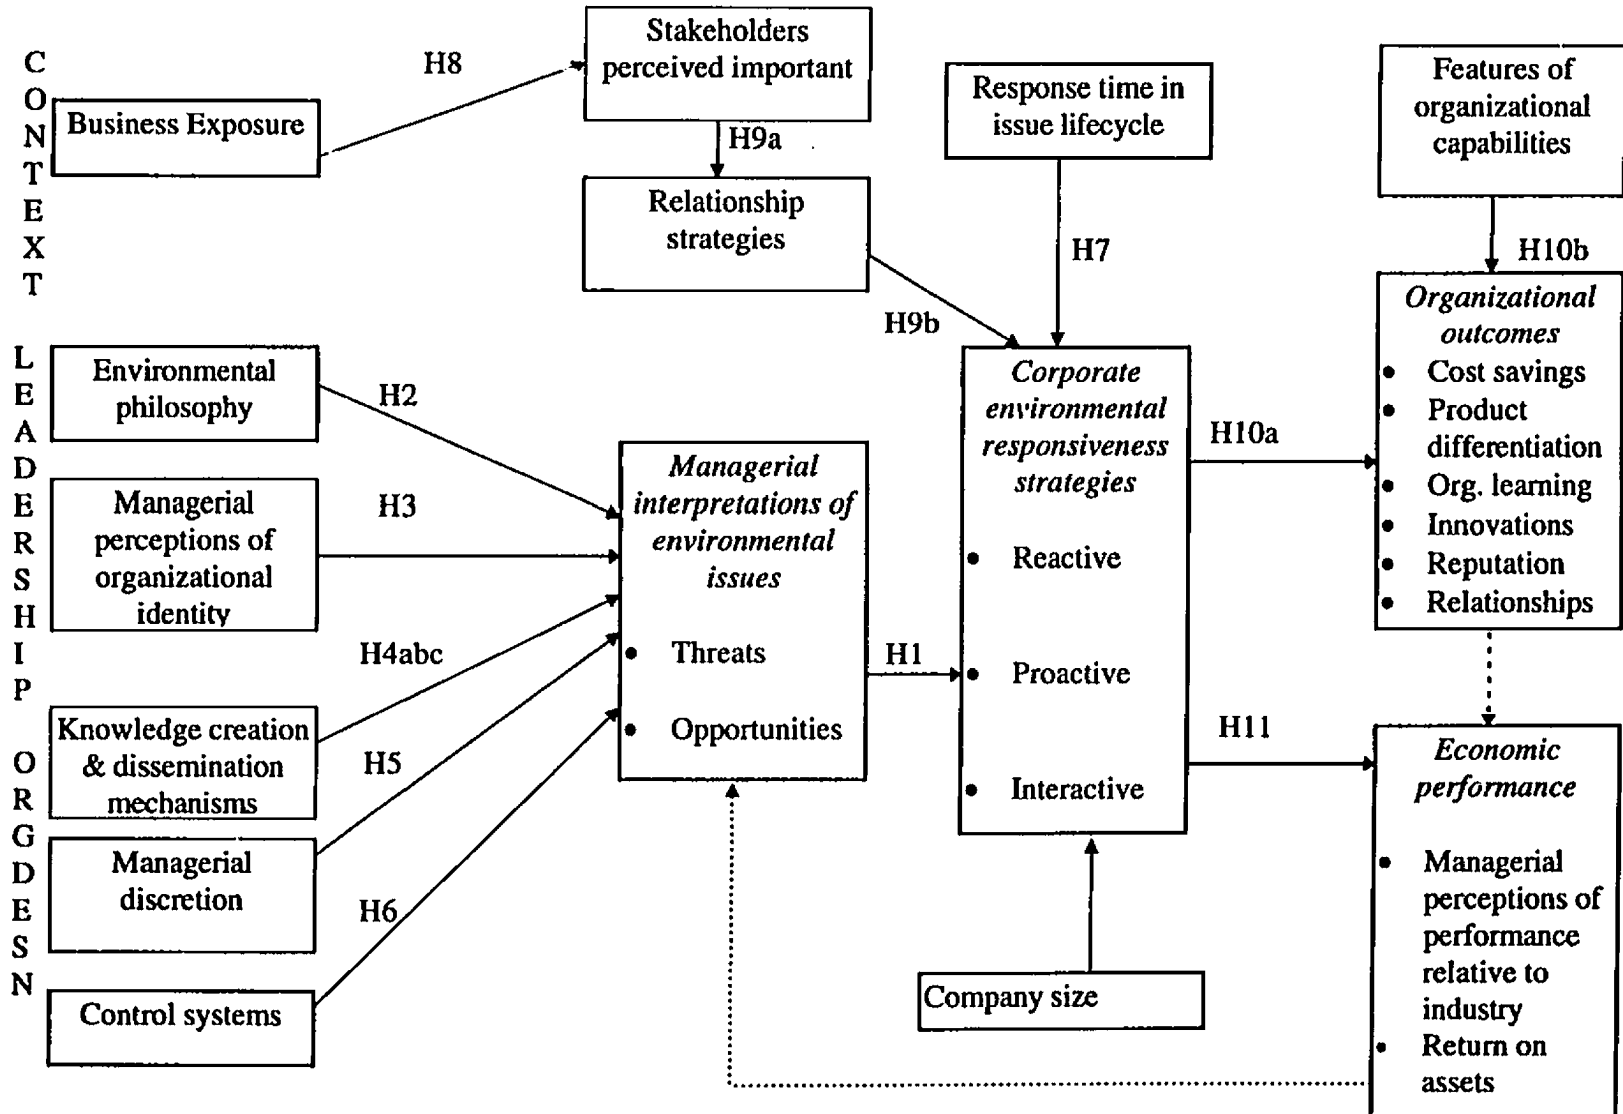 C
O
N
T
E
X
T
Business Exposure
H8
Stakeholders
perceived important
H9a
Relationship
strategies
H9b
Response time in
issue lifecycle
H7
Features of
organizational
capabilities
H10b
L
E
A
D
E
R
S
H
I
P
Environmental
philosophy
H2
Managerial
perceptions of
organizational
identity
H3
O
R
G
D
E
S
N
Knowledge creation
& dissemination
mechanisms
H4abc
Managerial
discretion
H5
Control systems
H6
Managerial
interpretations of
environmental
issues
• Threats
• Opportunities
H1
Corporate
environmental
responsiveness
strategies
• Reactive
• Proactive
• Interactive
Company size
H10a
H11
Organizational
outcomes
• Cost savings
• Product
differentiation
• Org. learning
• Innovations
• Reputation
• Relationships
Economic
performance
• Managerial
perceptions of
performance
relative to
industry
• Return on
assets